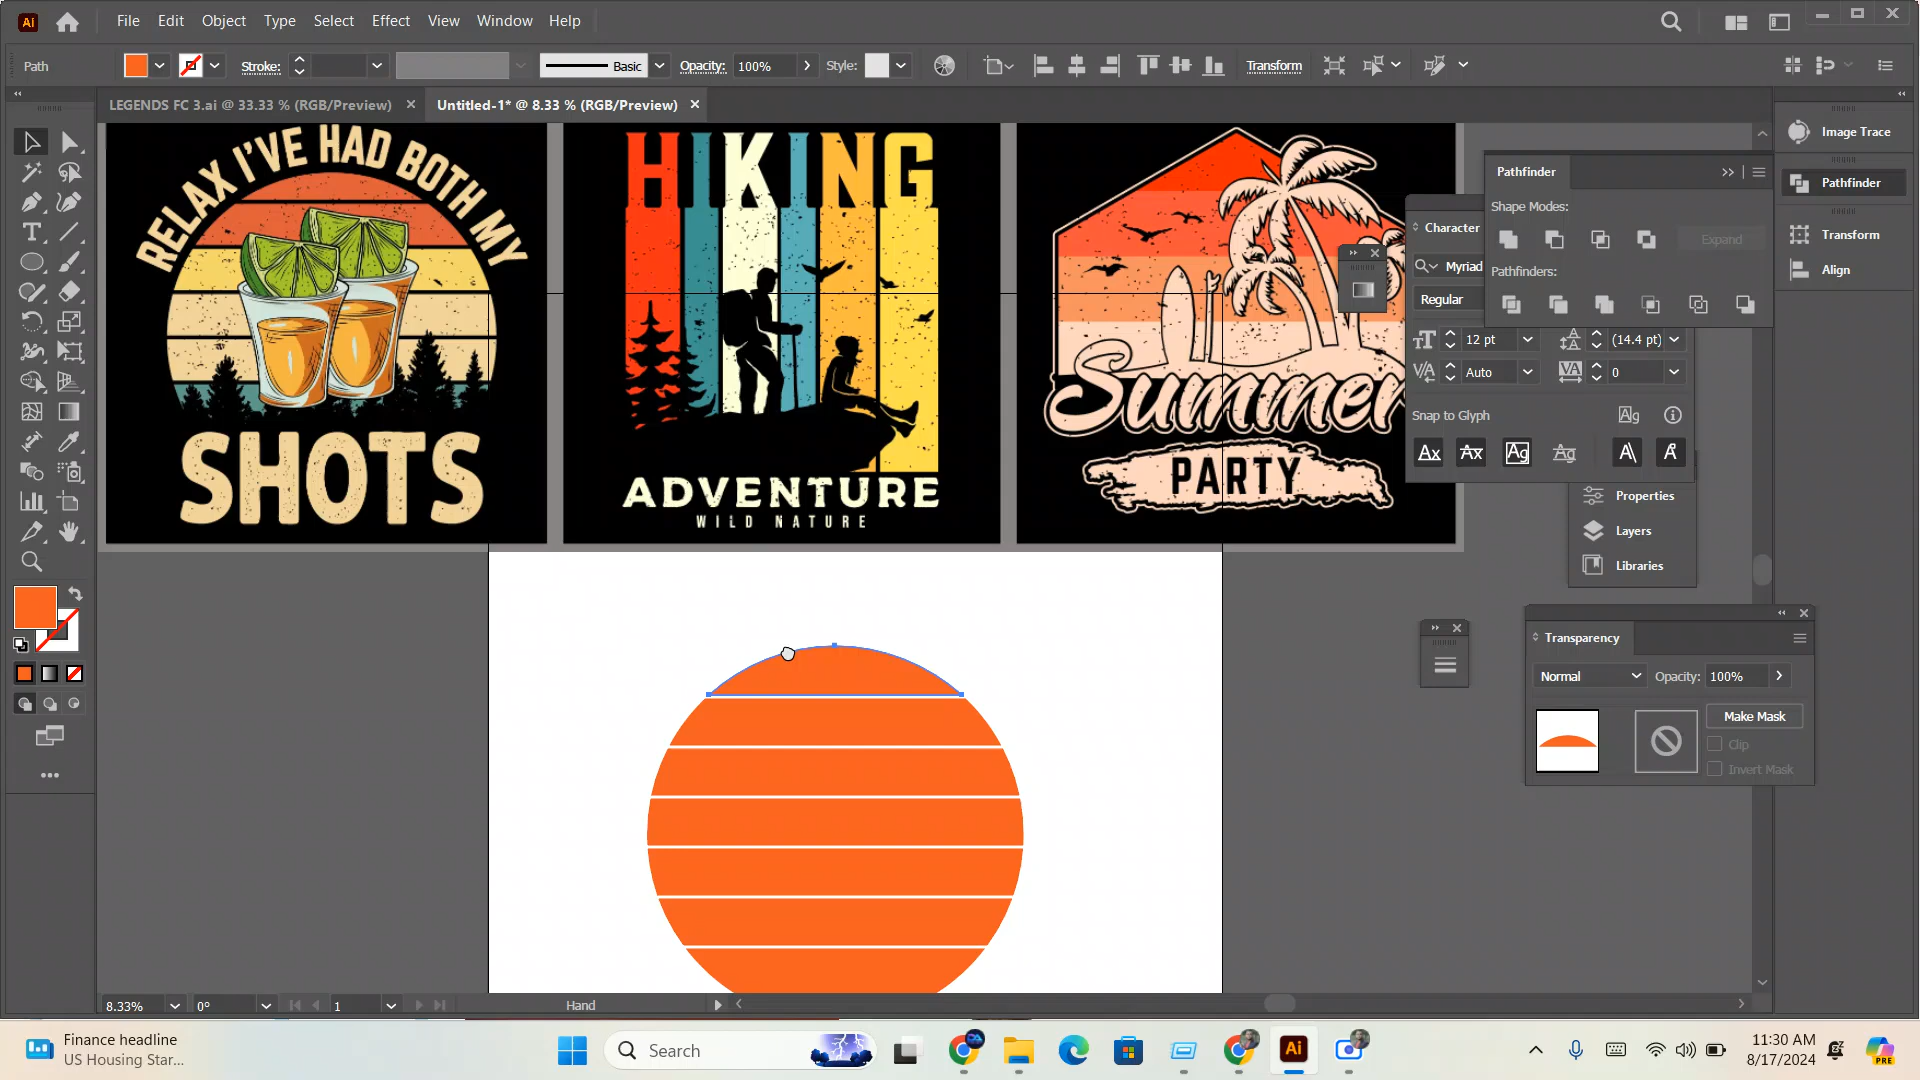 Ai
File Edit Object Type Select Effect View Window Help
Path Stroke: Basic Opacity: 100% Style: Transform
LEGENDS FC 3.ai @ 33.33 % (RGB/Preview) × Untitled-1* @ 8.33 % (RGB/Preview) ×
RELAX I'VE HAD BOTH MY
SHOTS
HIKING
ADVENTURE
WILD NATURE
Summer
PARTY
Image Trace
Pathfinder
Transform
Align
Pathfinder
Shape Modes:
Expand
Pathfinders:
Character
Myriad
Regular
12 pt (14.4 pt)
Auto 0
Snap to Glyph
Properties
Layers
Libraries
Transparency
Normal Opacity: 100%
Make Mask
Clip
Invert Mask
8.33% 0° 1 Hand
Finance headline
US Housing Star...
Search
Ai
11:30 AM
8/17/2024
PRE